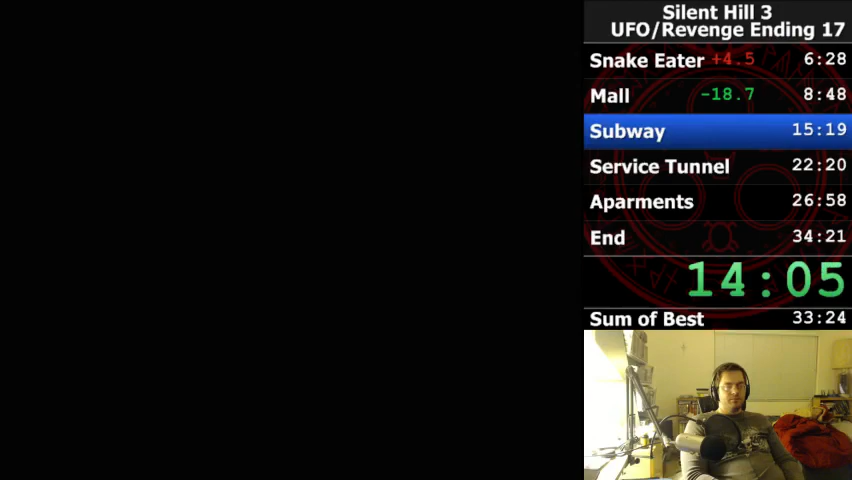 Silent Hill 3
UFO/Revenge Ending 17
Snake Eater +4.5 6:28
Mall -18.7 8:48
Subway 15:19
Service Tunnel 22:20
Aparments 26:58
End 34:21
14:05
Sum of Best 33:24